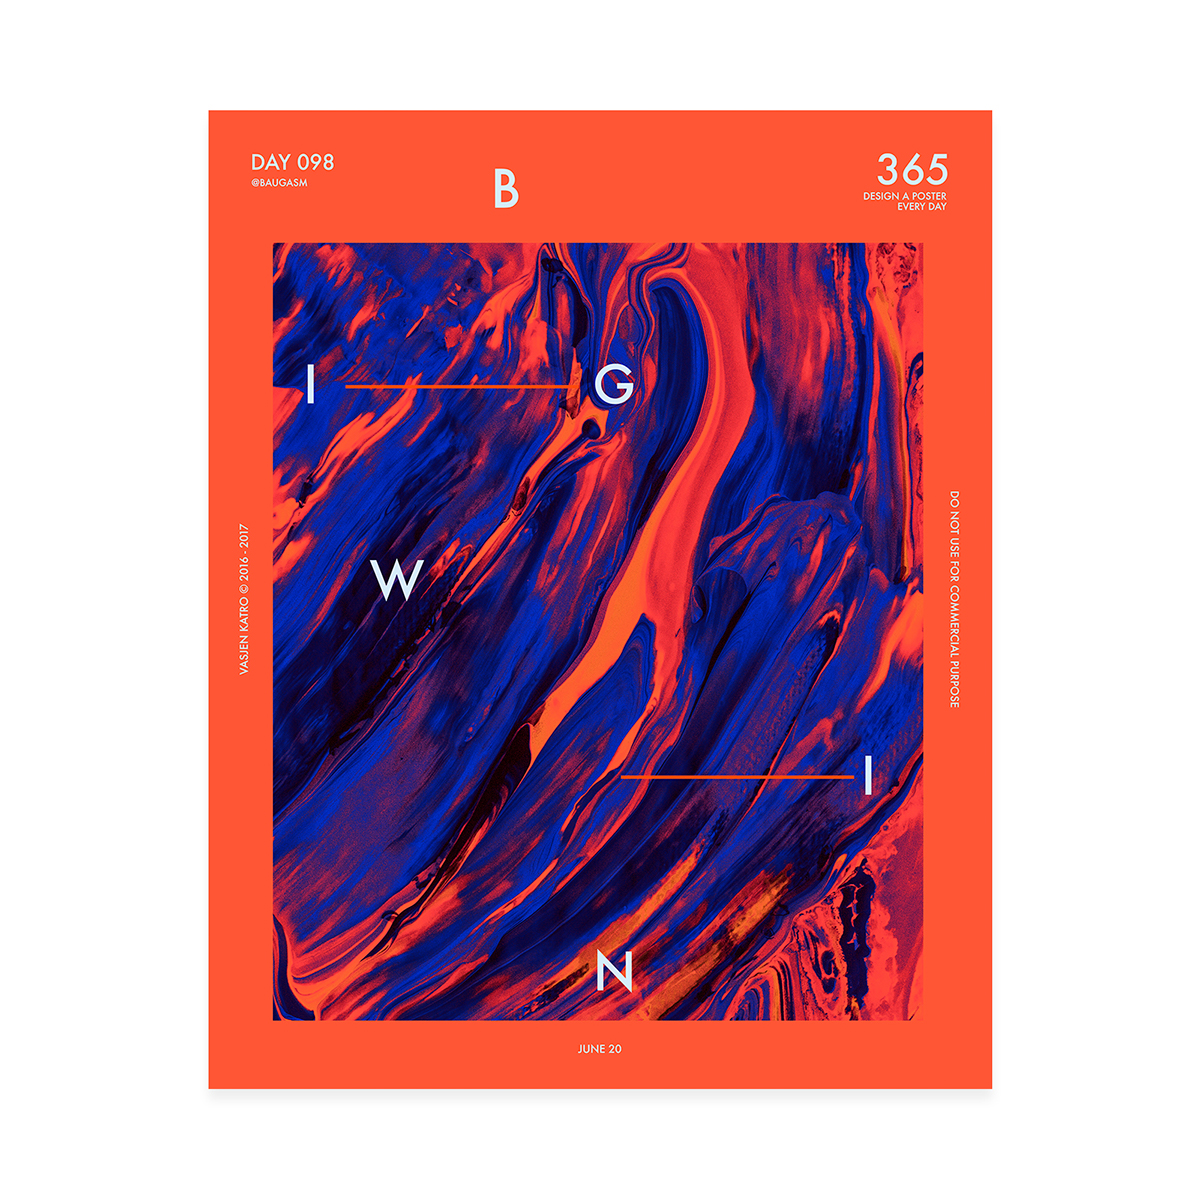 DAY 098
@BAUGASM
365
DESIGN A POSTER
EVERY DAY
B
I G
W
I
N
VASJEN KATRO © 2016 - 2017
DO NOT USE FOR COMMERCIAL PURPOSE
JUNE 20